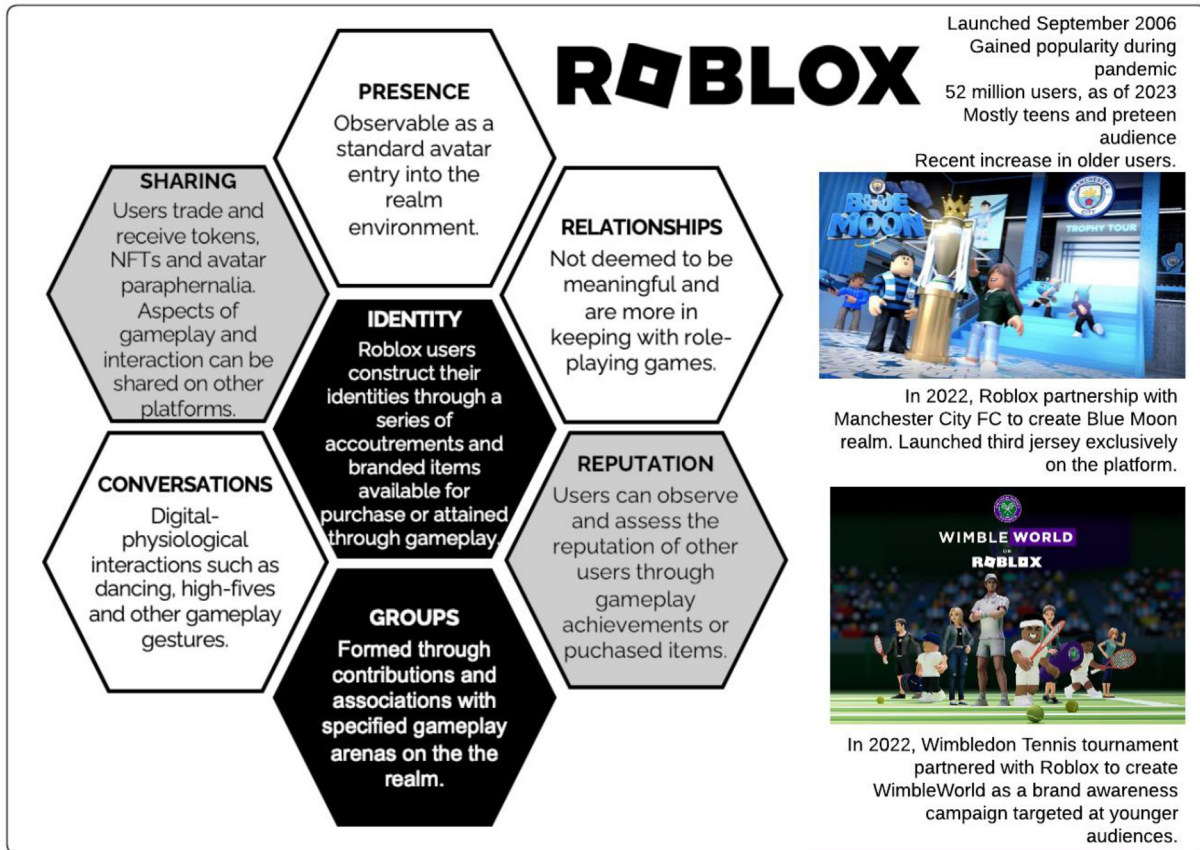 ROBLOX
Launched September 2006
Gained popularity during
pandemic
52 million users, as of 2023
Mostly teens and preteen
audience
Recent increase in older users.
PRESENCE
Observable as a
standard avatar
entry into the
realm
environment.
SHARING
Users trade and
receive tokens,
NFTs and avatar
paraphernalia.
Aspects of
gameplay and
interaction can be
shared on other
platforms.
RELATIONSHIPS
Not deemed to be
meaningful and
are more in
keeping with role-
playing games.
IDENTITY
Roblox users
construct their
identities through a
series of
accoutrements and
branded items
available for
purchase or attained
through gameplay.
CONVERSATIONS
Digital-
physiological
interactions such as
dancing, high-fives
and other gameplay
gestures.
REPUTATION
Users can observe
and assess the
reputation of other
users through
gameplay
achievements or
puchased items.
GROUPS
Formed through
contributions and
associations with
specified gameplay
arenas on the the
realm.
BLUE
MOON
MANCHESTER
CITY
TROPHY TOUR
In 2022, Roblox partnership with
Manchester City FC to create Blue Moon
realm. Launched third jersey exclusively
on the platform.
WIMBLEWORLD
ON
ROBLOX
In 2022, Wimbledon Tennis tournament
partnered with Roblox to create
WimbleWorld as a brand awareness
campaign targeted at younger
audiences.